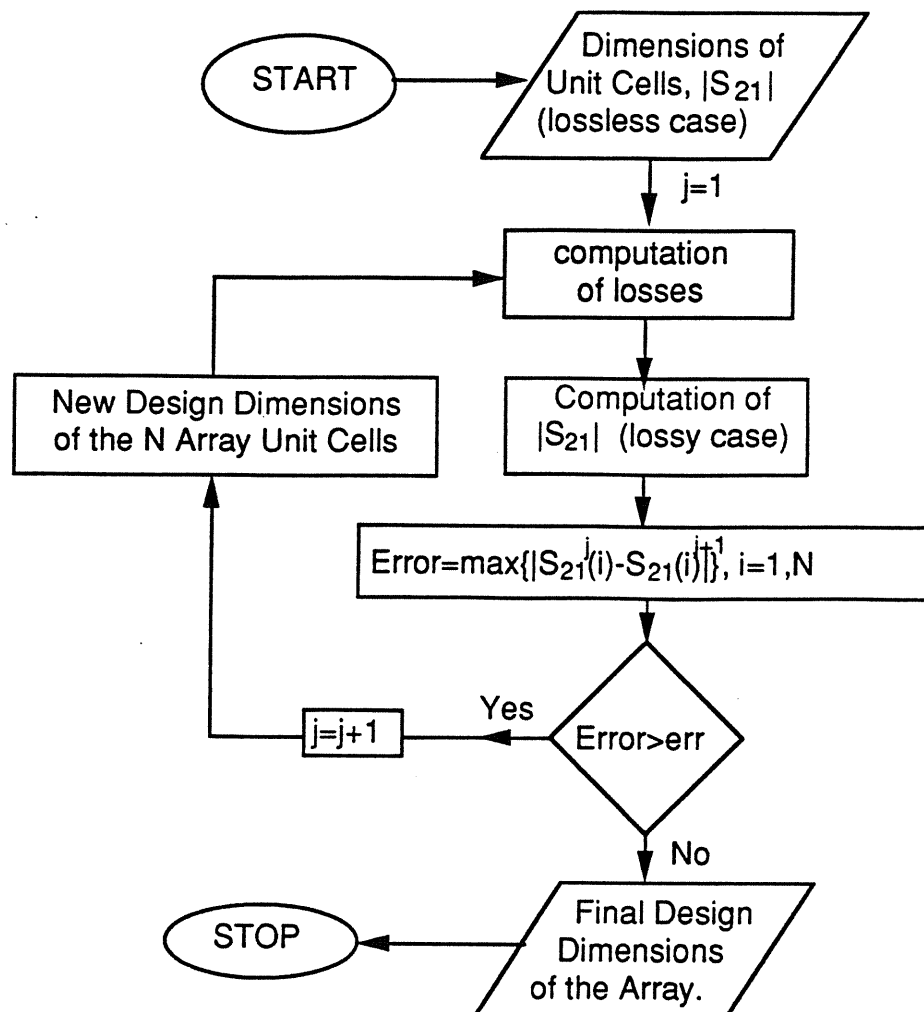 START
Dimensions of
Unit Cells, |S21|
(lossless case)
j=1
computation
of losses
New Design Dimensions
of the N Array Unit Cells
Computation of
|S21| (lossy case)
Error=max{|S21^j(i)-S21(i)^j+1|}, i=1,N
Yes
j=j+1
Error>err
No
STOP
Final Design
Dimensions
of the Array.